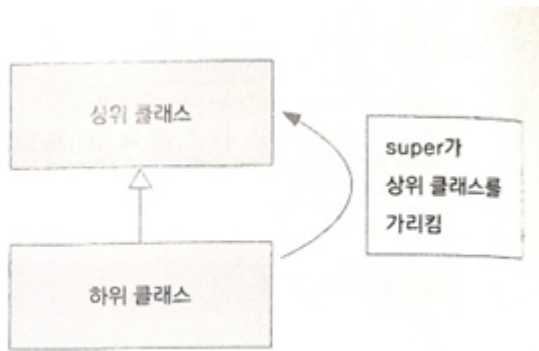 상위 클래스
super가
상위 클래스를
가리킴
하위 클래스